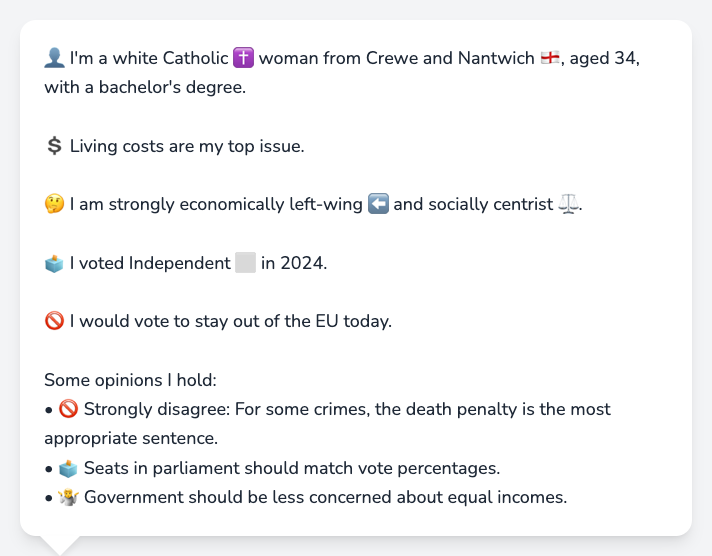 👤 I'm a white Catholic ✝️ woman from Crewe and Nantwich 🏴󠁧󠁢󠁥󠁮󠁧󠁿, aged 34,
with a bachelor's degree.
💲 Living costs are my top issue.
🤔 I am strongly economically left-wing ⬅️ and socially centrist ⚖️.
🗳️ I voted Independent ⬜ in 2024.
🚫 I would vote to stay out of the EU today.
Some opinions I hold:
• 🚫 Strongly disagree: For some crimes, the death penalty is the most
appropriate sentence.
• 🗳️ Seats in parliament should match vote percentages.
• 🤷 Government should be less concerned about equal incomes.